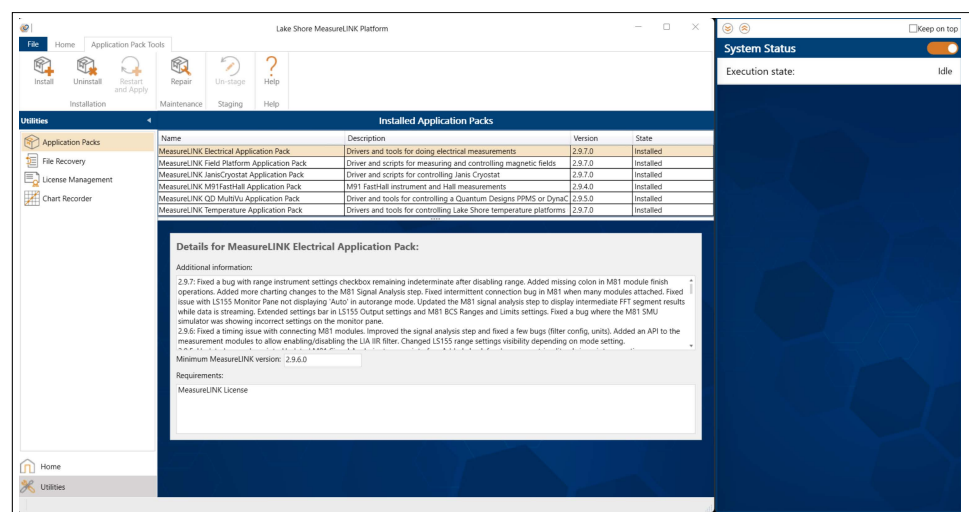 Lake Shore MeasureLINK Platform
File Home Application Pack Tools
Install Uninstall Restart and Apply Repair Un-stage Help
Installation Maintenance Staging Help
Utilities
Application Packs
File Recovery
License Management
Chart Recorder
Home
Utilities
Installed Application Packs
Name Description Version State
MeasureLINK Electrical Application Pack Drivers and tools for doing electrical measurements 2.9.7.0 Installed
MeasureLINK Field Platform Application Pack Driver and scripts for measuring and controlling magnetic fields 2.9.7.0 Installed
MeasureLINK JanisCryostat Application Pack Driver and scripts for controlling Janis Cryostat 2.9.7.0 Installed
MeasureLINK M91FastHall Application Pack M91 FastHall instrument and Hall measurements 2.9.4.0 Installed
MeasureLINK QD MultiVu Application Pack Driver and tools for controlling a Quantum Designs PPMS or DynaC 2.9.5.0 Installed
MeasureLINK Temperature Application Pack Drivers and tools for controlling Lake Shore temperature platforms 2.9.7.0 Installed
Details for MeasureLINK Electrical Application Pack:
Additional information:
2.9.7: Fixed a bug with range instrument settings checkbox remaining indeterminate after disabling range. Added missing colon in M81 module finish
operations. Added more charting changes to the M81 Signal Analysis step. Fixed intermittent connection bug in M81 when many modules attached. Fixed
issue with LS155 Monitor Pane not displaying 'Auto' in autorange mode. Updated the M81 signal analysis step to display intermediate FFT segment results
while data is streaming. Extended settings bar in LS155 Output settings and M81 BCS Ranges and Limits settings. Fixed a bug where the M81 SMU
simulator was showing incorrect settings on the monitor pane.
2.9.6: Fixed a timing issue with connecting M81 modules. Improved the signal analysis step and fixed a few bugs (filter config, units). Added an API to the
measurement modules to allow enabling/disabling the LIA IIR filter. Changed LS155 range settings visibility depending on mode setting.
Minimum MeasureLINK version: 2.9.6.0
Requirements:
MeasureLINK License
Keep on top
System Status
Execution state: Idle